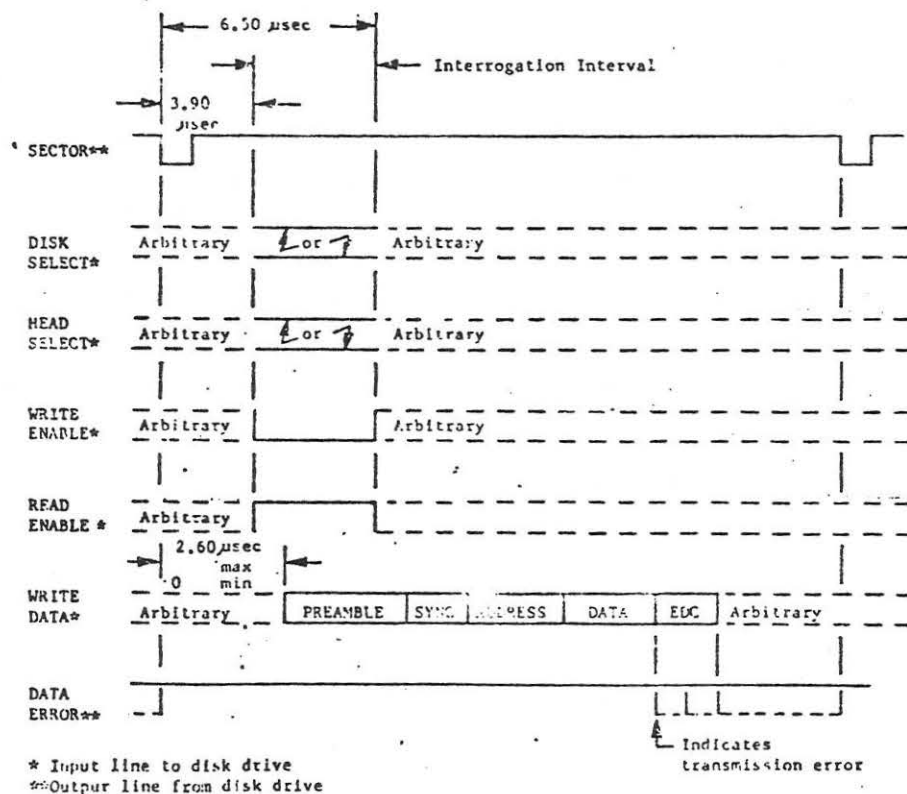 6.50 µsec
Interrogation Interval
3.90
µsec
SECTOR**
DISK
SELECT*
Arbitrary
or
Arbitrary
HEAD
SELECT*
Arbitrary
or
Arbitrary
WRITE
ENABLE*
Arbitrary
Arbitrary
READ
ENABLE *
Arbitrary
2.60 µsec
max
0 min
WRITE
DATA*
Arbitrary
PREAMBLE
SYNC
ADDRESS
DATA
EDC
Arbitrary
DATA
ERROR**
Indicates
transmission error
* Input line to disk drive
**Output line from disk drive